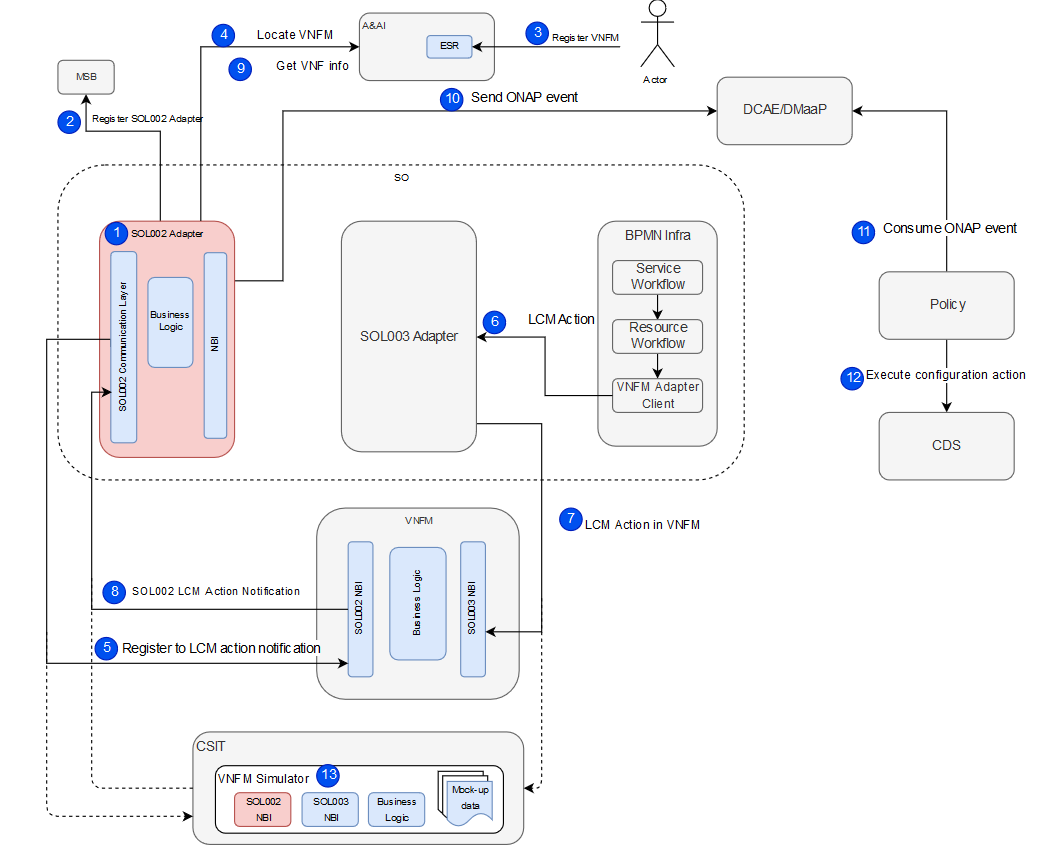 A&AI
4
Locate VNFM
3
Register VNFM
ESR
9
Get VNF info
MSB
Actor
10
Send ONAP event
DCAE/DMaaP
2
Register SOL002 Adapter
SO
1
SOL002 Adapter
SOL002 Communication Layer
Business
Logic
NBI
SOL003 Adapter
6
LCM Action
BPMN Infra
Service
Workflow
Resource
Workflow
VNFM Adapter
Client
11
Consume ONAP event
Policy
12
Execute configuration action
CDS
VNFM
7
LCM Action in VNFM
SOL002 NBI
Business Logic
SOL003 NBI
8
SOL002 LCM Action Notification
5
Register to LCM action notification
CSIT
VNFM Simulator
13
SOL002
NBI
SOL003
NBI
Business
Logic
Mock-up
data